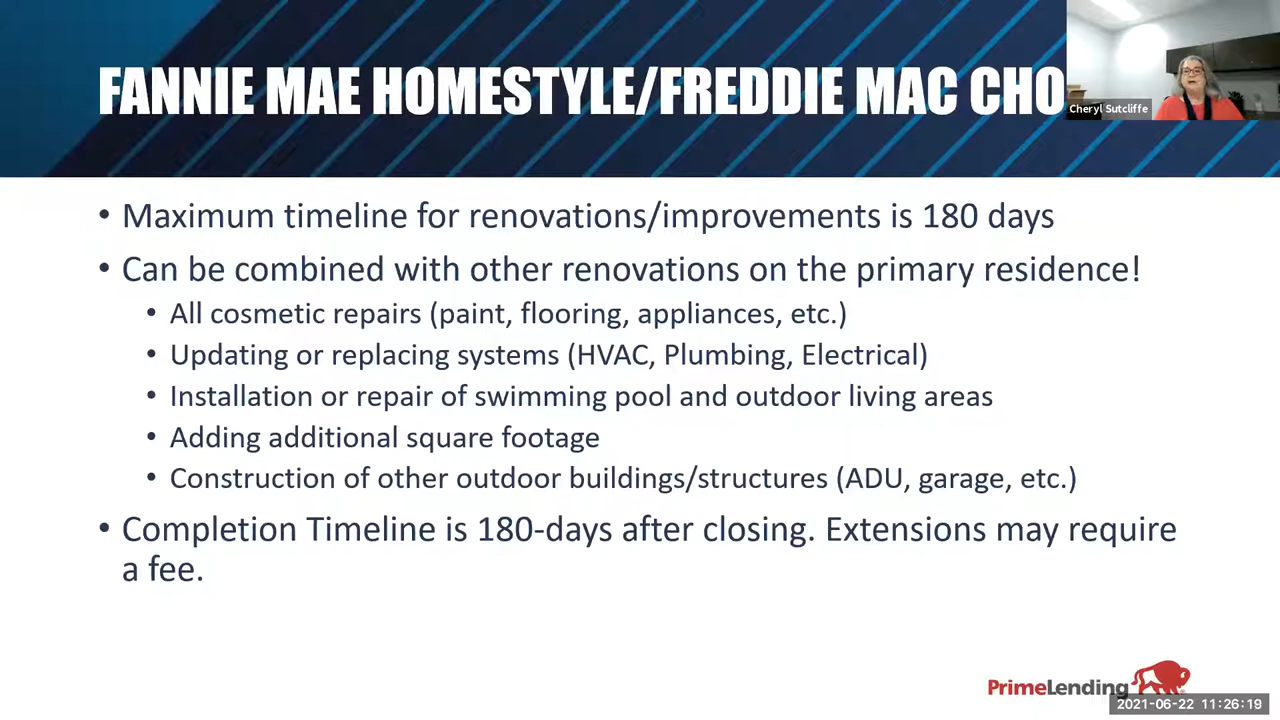 FANNIE MAE HOMESTYLE/FREDDIE MAC CHO
Cheryl Sutcliffe
• Maximum timeline for renovations/improvements is 180 days
• Can be combined with other renovations on the primary residence!
• All cosmetic repairs (paint, flooring, appliances, etc.)
• Updating or replacing systems (HVAC, Plumbing, Electrical)
• Installation or repair of swimming pool and outdoor living areas
• Adding additional square footage
• Construction of other outdoor buildings/structures (ADU, garage, etc.)
• Completion Timeline is 180-days after closing. Extensions may require
a fee.
PrimeLending
2021-06-22 11:26:19